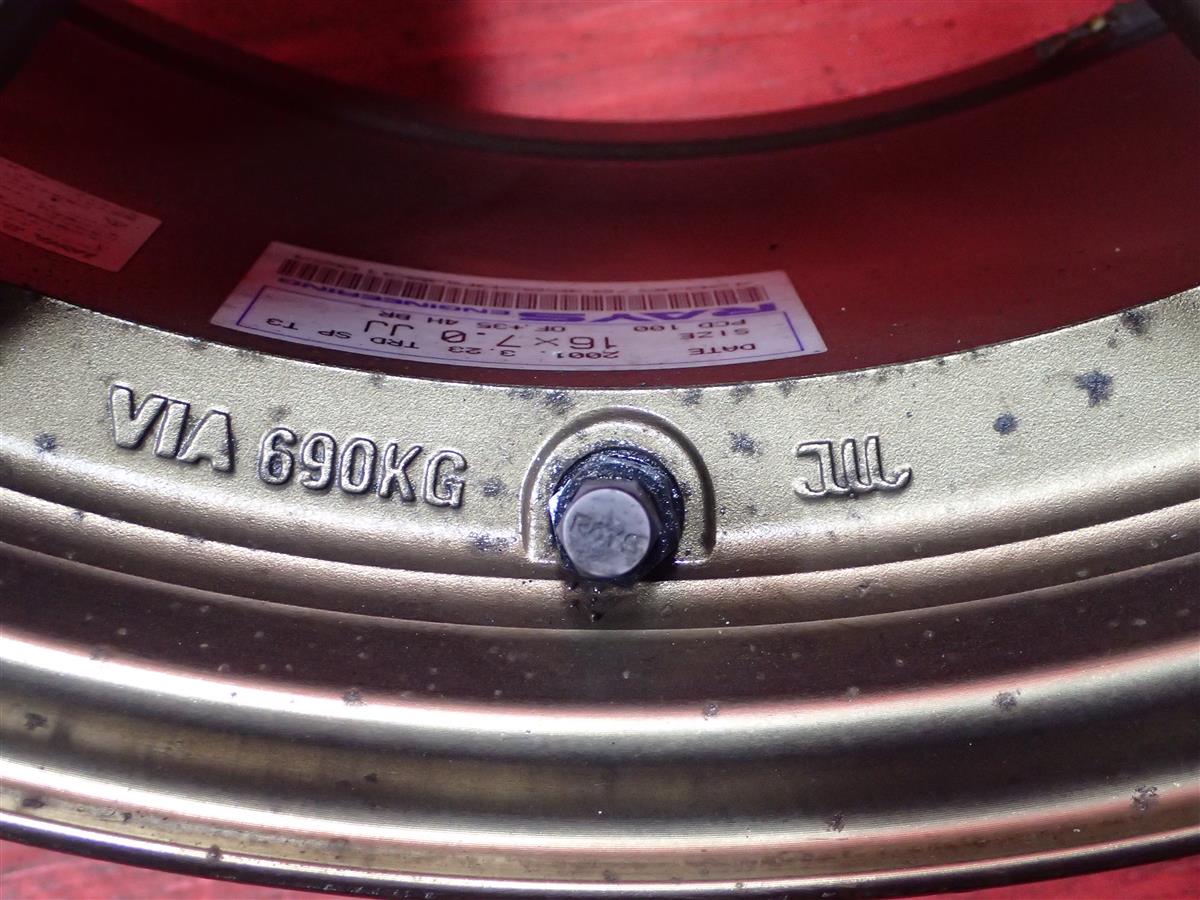 RAYS ENGINEERING
DATE 2001. 3.23 TRD SP T3
SIZE 16 x 7.0 JJ
PCD 100 OF +35 4H BR
VIA 690KG
JWL
RAYS